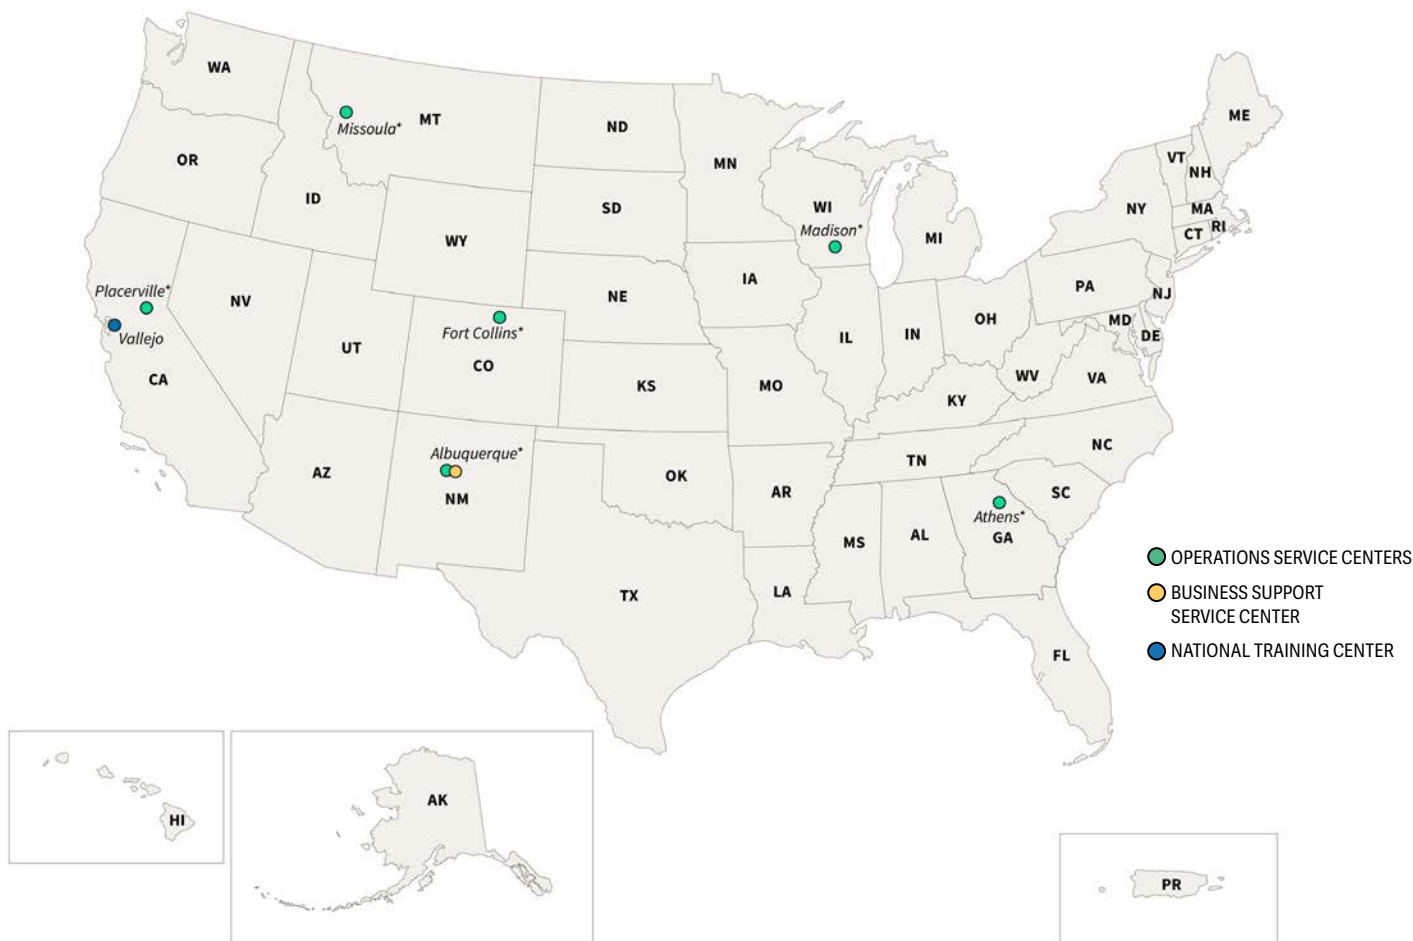 WA
MT
Missoula*
ND
OR
MN
ID
SD
WI
Madison*
MI
WY
IA
NE
Placerville*
Vallejo
NV
Fort Collins*
CO
UT
CA
KS
MO
IL
IN
OH
KY
WV
VA
PA
NY
VT
NH
ME
MA
CT
RI
NJ
MD
DE
Albuquerque*
NM
AZ
OK
AR
TN
NC
SC
Athens*
GA
MS
AL
LA
TX
FL
OPERATIONS SERVICE CENTERS
BUSINESS SUPPORT
SERVICE CENTER
NATIONAL TRAINING CENTER
HI
AK
PR